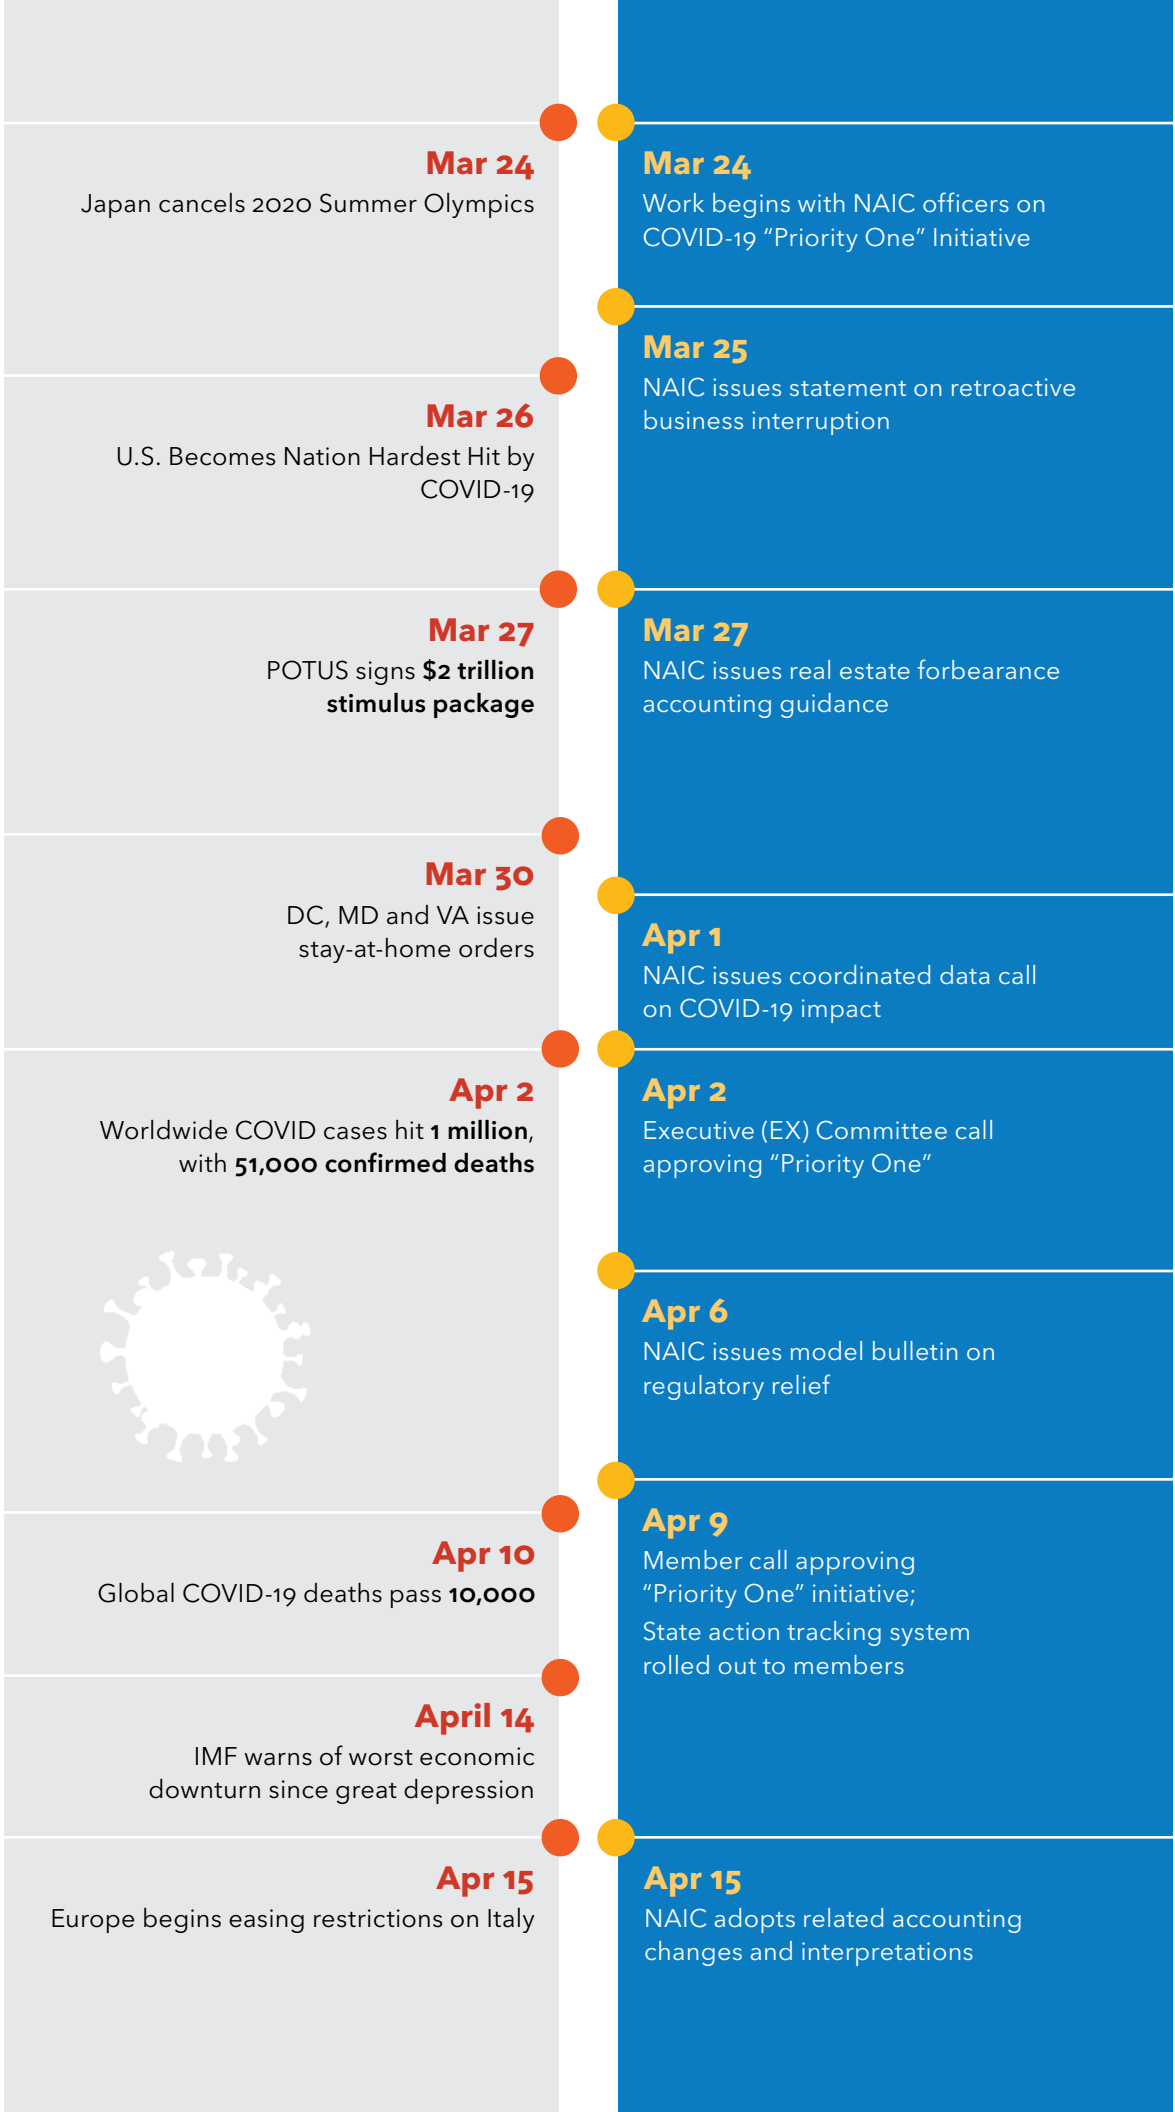 Mar 24
Japan cancels 2020 Summer Olympics
Mar 26
U.S. Becomes Nation Hardest Hit by
COVID-19
Mar 27
POTUS signs $2 trillion
stimulus package
Mar 30
DC, MD and VA issue
stay-at-home orders
Apr 2
Worldwide COVID cases hit 1 million,
with 51,000 confirmed deaths
Apr 10
Global COVID-19 deaths pass 10,000
April 14
IMF warns of worst economic
downturn since great depression
Apr 15
Europe begins easing restrictions on Italy
Mar 24
Work begins with NAIC officers on
COVID-19 “Priority One” Initiative
Mar 25
NAIC issues statement on retroactive
business interruption
Mar 27
NAIC issues real estate forbearance
accounting guidance
Apr 1
NAIC issues coordinated data call
on COVID-19 impact
Apr 2
Executive (EX) Committee call
approving “Priority One”
Apr 6
NAIC issues model bulletin on
regulatory relief
Apr 9
Member call approving
“Priority One” initiative;
State action tracking system
rolled out to members
Apr 15
NAIC adopts related accounting
changes and interpretations